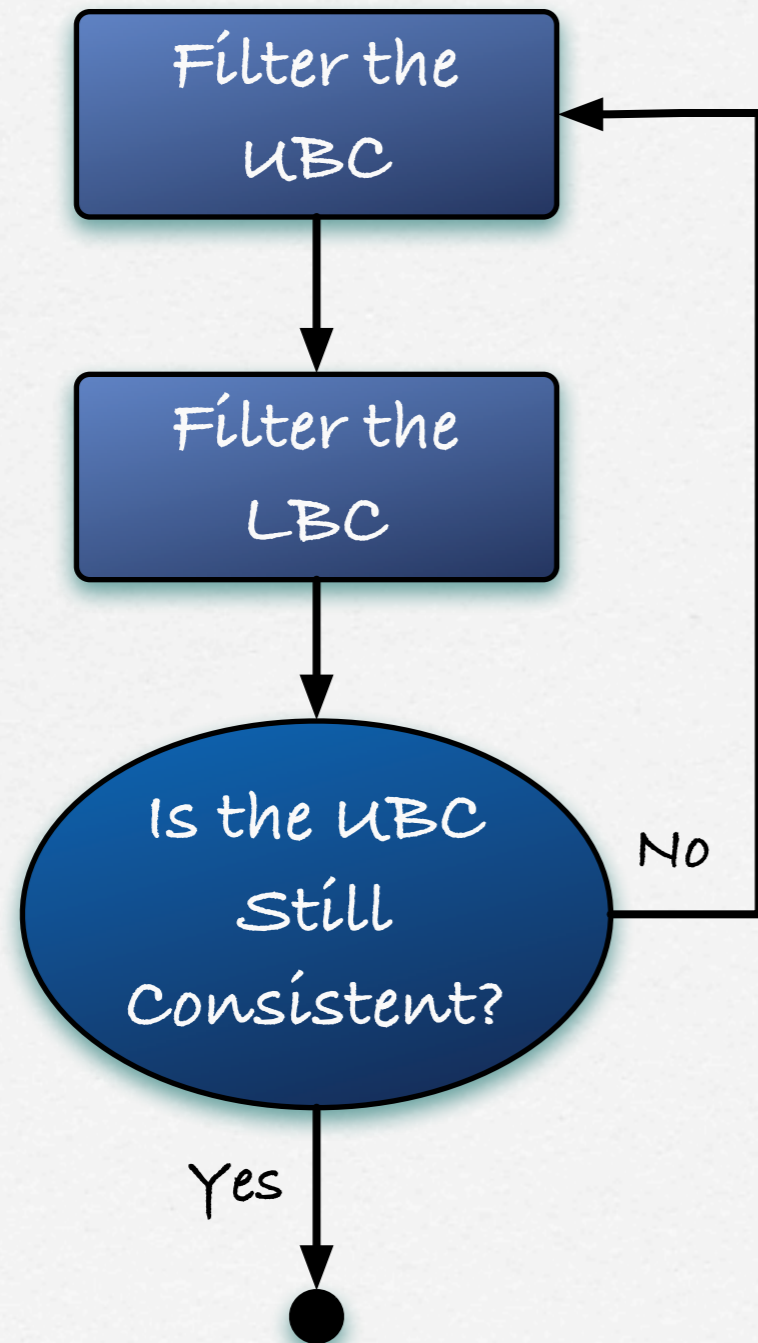 Filter the
UBC
Filter the
LBC
Is the UBC
Still
Consistent?
No
Yes